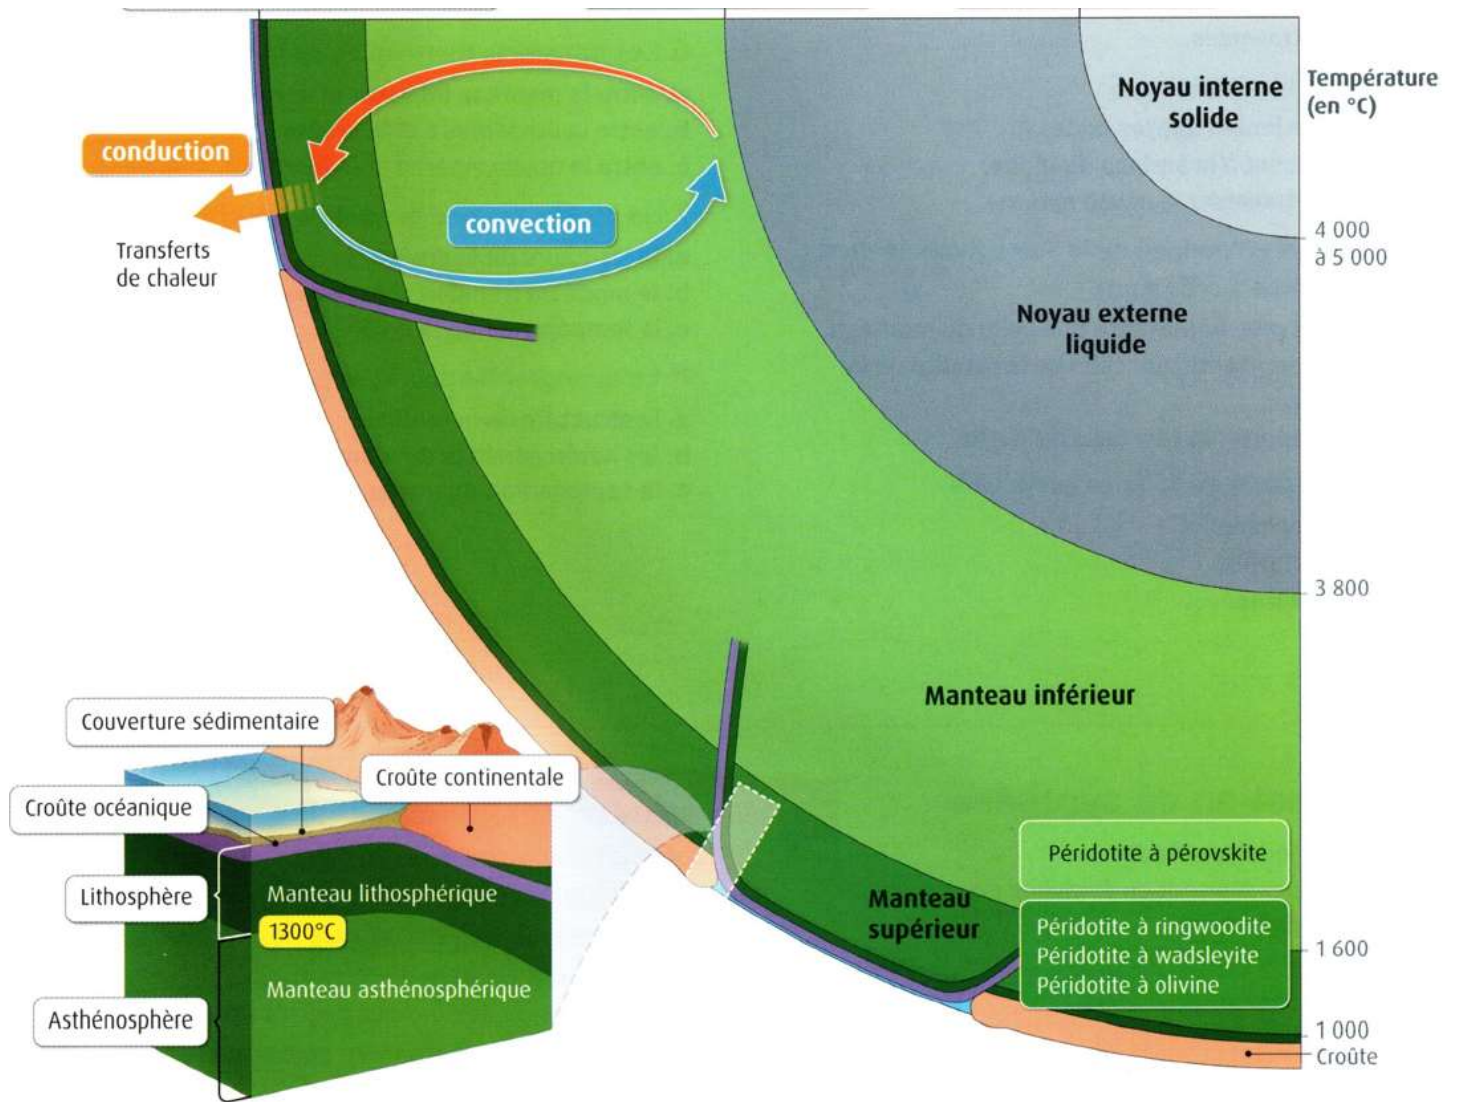 Noyau interne
solide
Température
(en °C)
conduction
convection
Transferts
de chaleur
4 000
à 5 000
Noyau externe
liquide
3 800
Manteau inférieur
Couverture sédimentaire
Croûte continentale
Croûte océanique
Lithosphère
Manteau lithosphérique
1300°C
Manteau asthénosphérique
Asthénosphère
Péridotite à pérovskite
Manteau
supérieur
Péridotite à ringwoodite
Péridotite à wadsleyite
Péridotite à olivine
1 600
1 000
Croûte